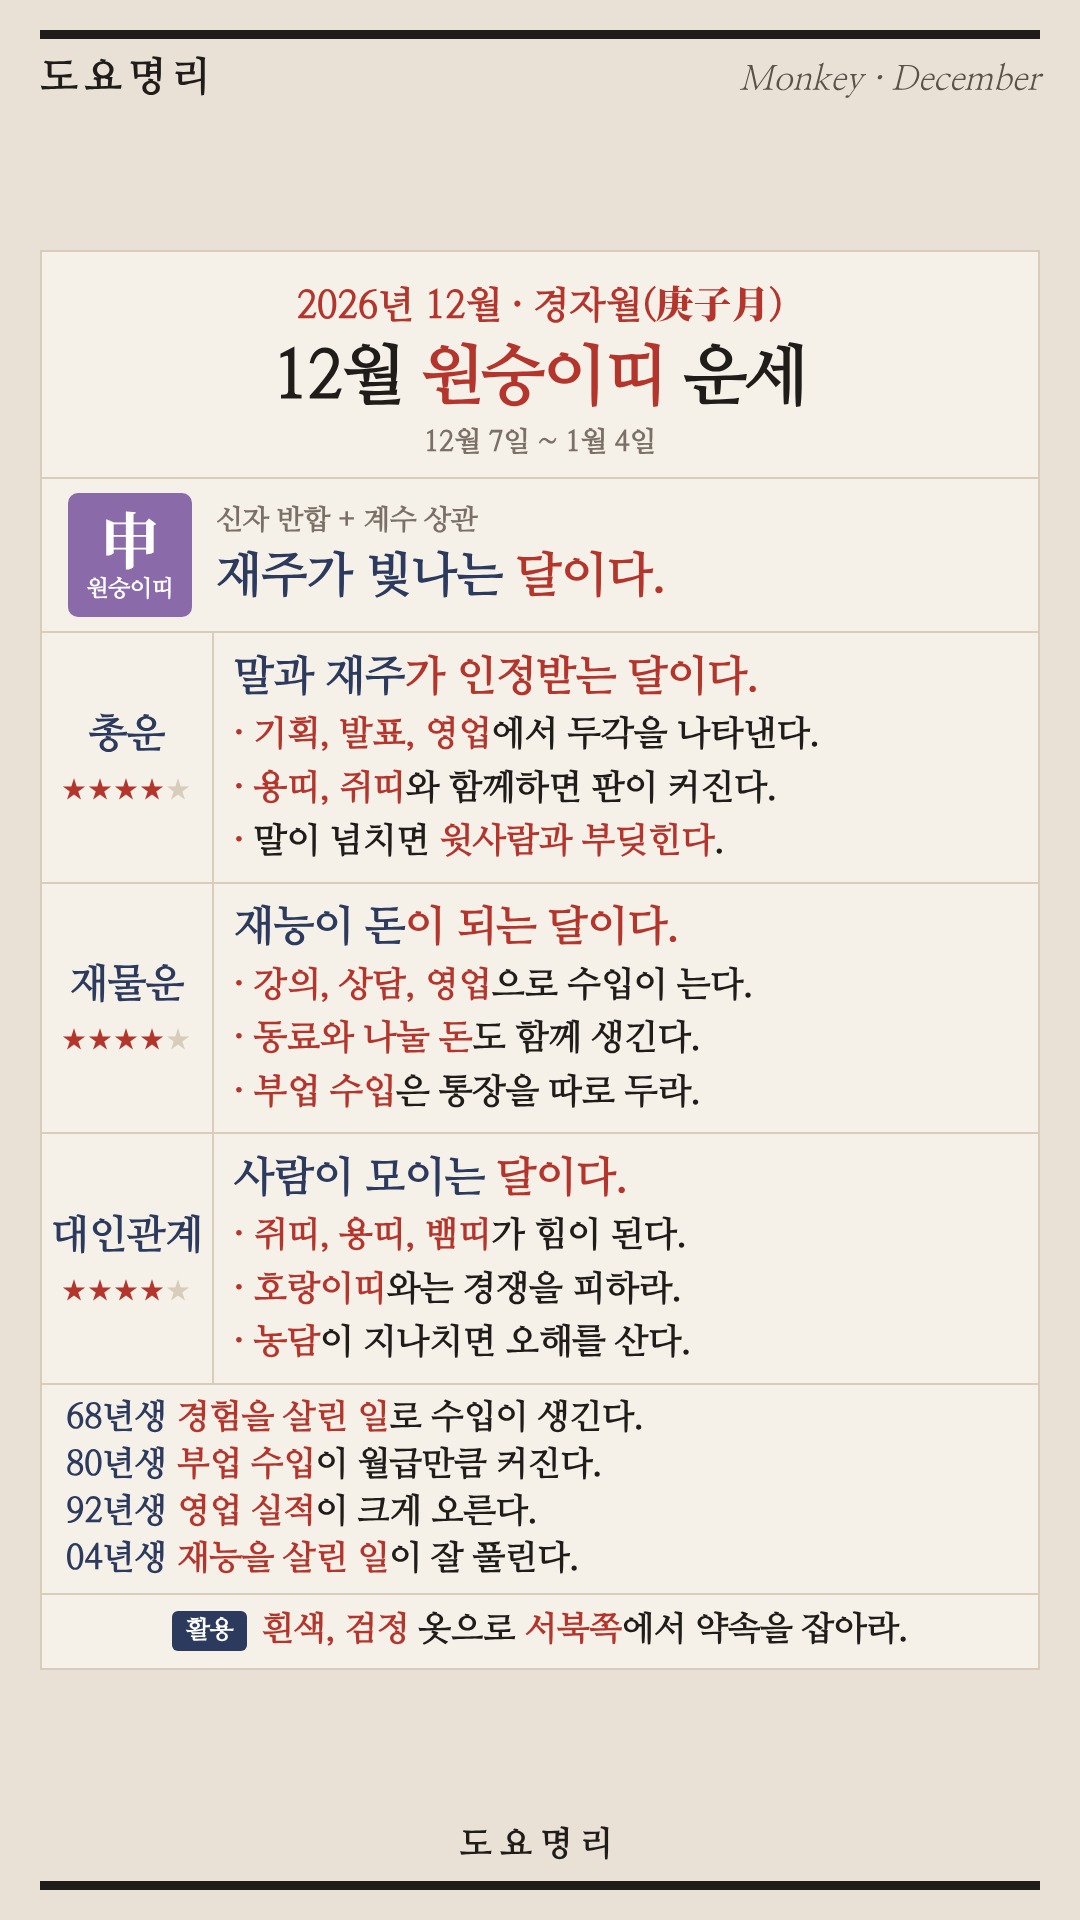 도요명리
Monkey · December
2026년 12월 · 경자월(庚子月)
12월 원숭이띠 운세
12월 7일 ~ 1월 4일
申
원숭이띠
신자 반합 + 계수 상관
재주가 빛나는 달이다.
총운
★★★★★
말과 재주가 인정받는 달이다.
· 기획, 발표, 영업에서 두각을 나타낸다.
· 용띠, 쥐띠와 함께하면 판이 커진다.
· 말이 넘치면 윗사람과 부딪힌다.
재물운
★★★★★
재능이 돈이 되는 달이다.
· 강의, 상담, 영업으로 수입이 는다.
· 동료와 나눌 돈도 함께 생긴다.
· 부업 수입은 통장을 따로 두라.
대인관계
★★★★★
사람이 모이는 달이다.
· 쥐띠, 용띠, 뱀띠가 힘이 된다.
· 호랑이띠와는 경쟁을 피하라.
· 농담이 지나치면 오해를 산다.
68년생 경험을 살린 일로 수입이 생긴다.
80년생 부업 수입이 월급만큼 커진다.
92년생 영업 실적이 크게 오른다.
04년생 재능을 살린 일이 잘 풀린다.
활용 흰색, 검정 옷으로 서북쪽에서 약속을 잡아라.
도요명리